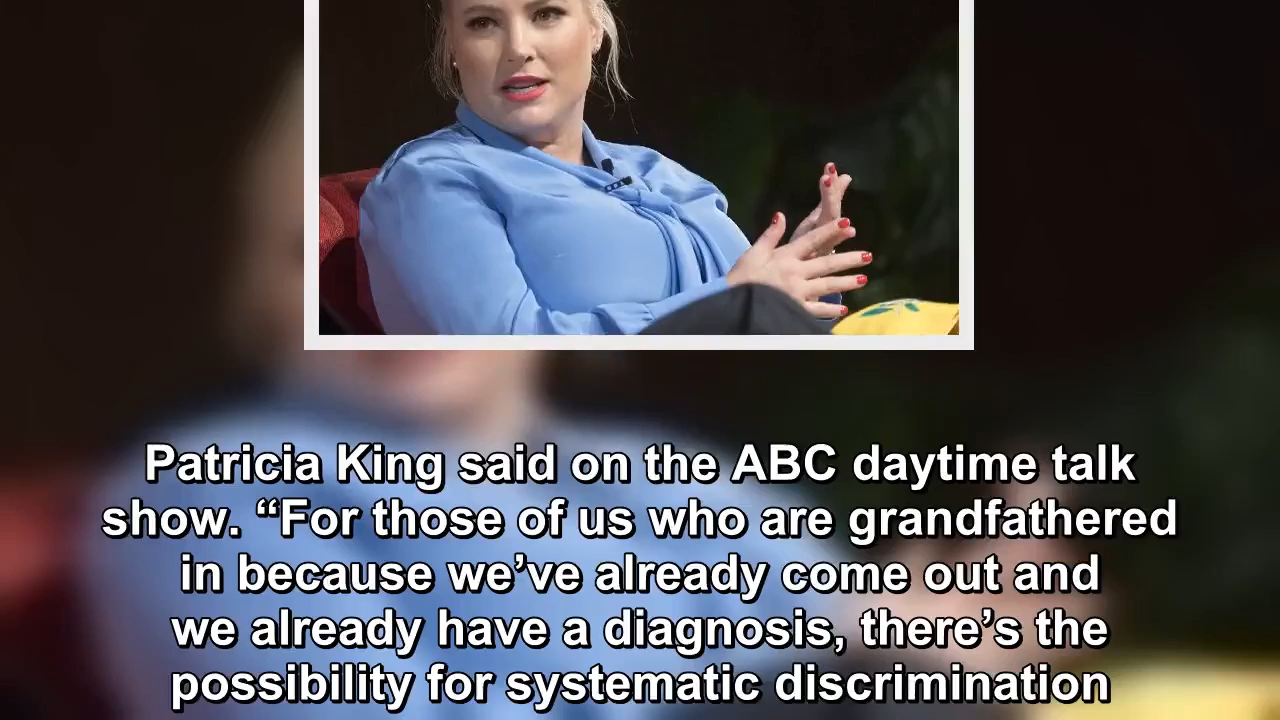 Patricia King said on the ABC daytime talk
show. “For those of us who are grandfathered
in because we’ve already come out and
we already have a diagnosis, there’s the
possibility for systematic discrimination